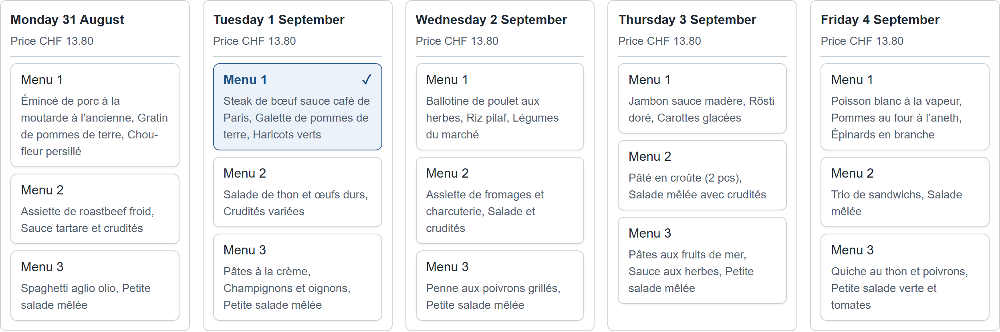 Monday 31 August
Price CHF 13.80
Menu 1
Émincé de porc à la
moutarde à l’ancienne, Gratin
de pommes de terre, Chou-
fleur persillé
Menu 2
Assiette de roastbeef froid,
Sauce tartare et crudités
Menu 3
Spaghetti aglio olio, Petite
salade mêlée
Tuesday 1 September
Price CHF 13.80
Menu 1 ✓
Steak de bœuf sauce café de
Paris, Galette de pommes de
terre, Haricots verts
Menu 2
Salade de thon et œufs durs,
Crudités variées
Menu 3
Pâtes à la crème,
Champignons et oignons,
Petite salade mêlée
Wednesday 2 September
Price CHF 13.80
Menu 1
Ballotine de poulet aux
herbes, Riz pilaf, Légumes
du marché
Menu 2
Assiette de fromages et
charcuterie, Salade et
crudités
Menu 3
Penne aux poivrons grillés,
Petite salade mêlée
Thursday 3 September
Price CHF 13.80
Menu 1
Jambon sauce madère, Rösti
doré, Carottes glacées
Menu 2
Pâté en croûte (2 pcs),
Salade mêlée avec crudités
Menu 3
Pâtes aux fruits de mer,
Sauce aux herbes, Petite
salade mêlée
Friday 4 September
Price CHF 13.80
Menu 1
Poisson blanc à la vapeur,
Pommes au four à l’aneth,
Épinards en branche
Menu 2
Trio de sandwichs, Salade
mêlée
Menu 3
Quiche au thon et poivrons,
Petite salade verte et
tomates